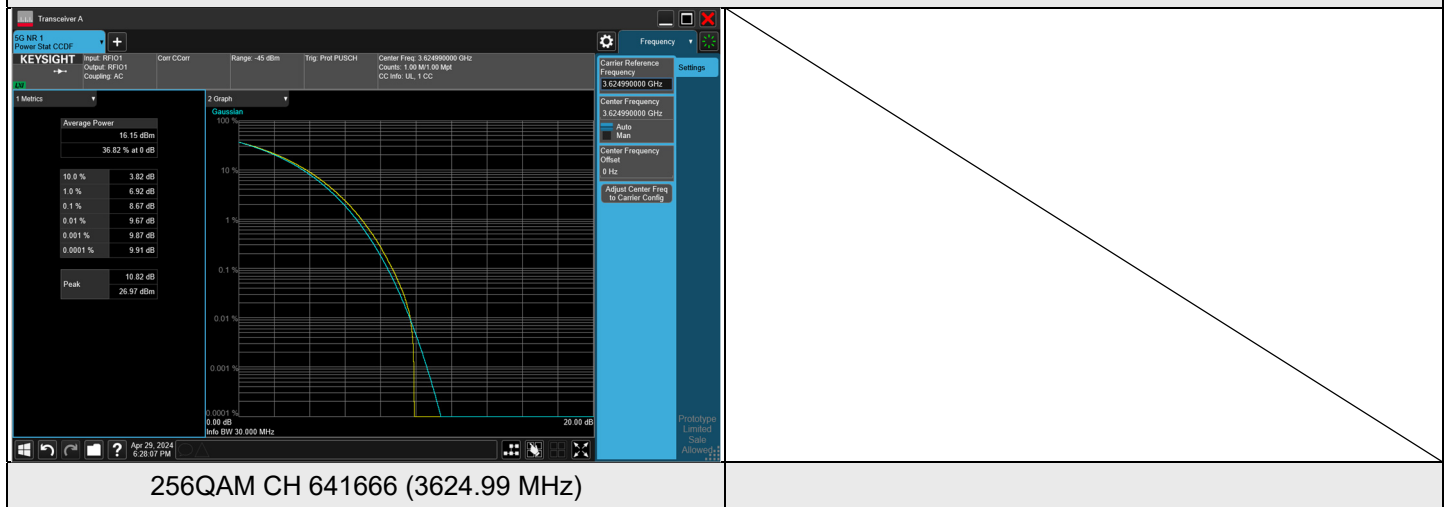 Transceiver A
5G NR 1
Power Stat CCDF
Frequency
KEYSIGHT
LXI
Input: RFIO1
Output: RFIO1
Coupling: AC
Corr CCorr
Range: -45 dBm
Trig: Prot PUSCH
Center Freq: 3.624990000 GHz
Counts: 1.00 M/1.00 Mpt
CC Info: UL, 1 CC
Carrier Reference
Frequency
3.624990000 GHz
Settings
Center Frequency
3.624990000 GHz
Auto
Man
Center Frequency
Offset
0 Hz
Adjust Center Freq
to Carrier Config
1 Metrics
Average Power
16.15 dBm
36.82 % at 0 dB
10.0 % 3.82 dB
1.0 % 6.92 dB
0.1 % 8.67 dB
0.01 % 9.67 dB
0.001 % 9.87 dB
0.0001 % 9.91 dB
Peak
10.82 dB
26.97 dBm
2 Graph
Gaussian
100 %
10 %
1 %
0.1 %
0.01 %
0.001 %
0.0001 %
0.00 dB 20.00 dB
Info BW 30.000 MHz
Prototype
Limited
Sale
Allowed
?
Apr 29, 2024
6:28:07 PM
256QAM CH 641666 (3624.99 MHz)